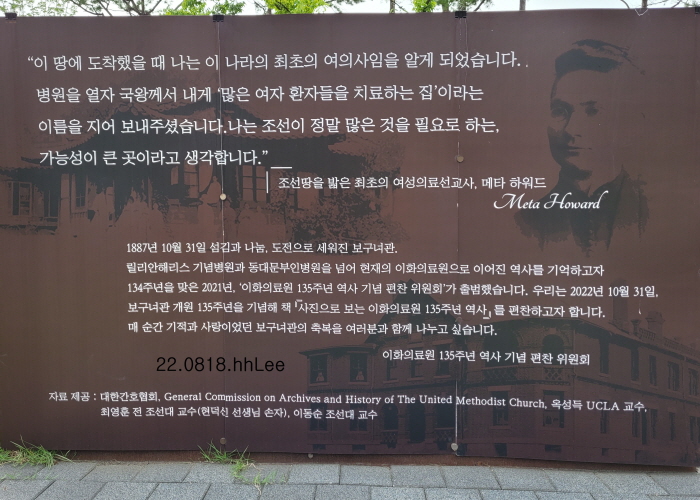 “이 땅에 도착했을 때 나는 이 나라의 최초의 여의사임을 알게 되었습니다.
병원을 열자 국왕께서 내게 ‘많은 여자 환자들을 치료하는 집’이라는
이름을 지어 보내주셨습니다.나는 조선이 정말 많은 것을 필요로 하는,
가능성이 큰 곳이라고 생각합니다.”
조선땅을 밟은 최초의 여성의료선교사, 메타 하워드
Meta Howard
1887년 10월 31일 섬김과 나눔, 도전으로 세워진 보구녀관.
릴리안해리스 기념병원과 동대문부인병원을 넘어 현재의 이화의료원으로 이어진 역사를 기억하고자
134주년을 맞은 2021년, ‘이화의료원 135주년 역사 기념 편찬 위원회’가 출범했습니다. 우리는 2022년 10월 31일,
보구녀관 개원 135주년을 기념해 책 「사진으로 보는 이화의료원 135주년 역사」를 편찬하고자 합니다.
매 순간 기적과 사랑이었던 보구녀관의 축복을 여러분과 함께 나누고 싶습니다.
22.0818.hhLee
이화의료원 135주년 역사 기념 편찬 위원회
자료 제공 : 대한간호협회, General Commission on Archives and History of The United Methodist Church, 옥성득 UCLA 교수,
최영훈 전 조선대 교수(현덕신 선생님 손자), 이동순 조선대 교수